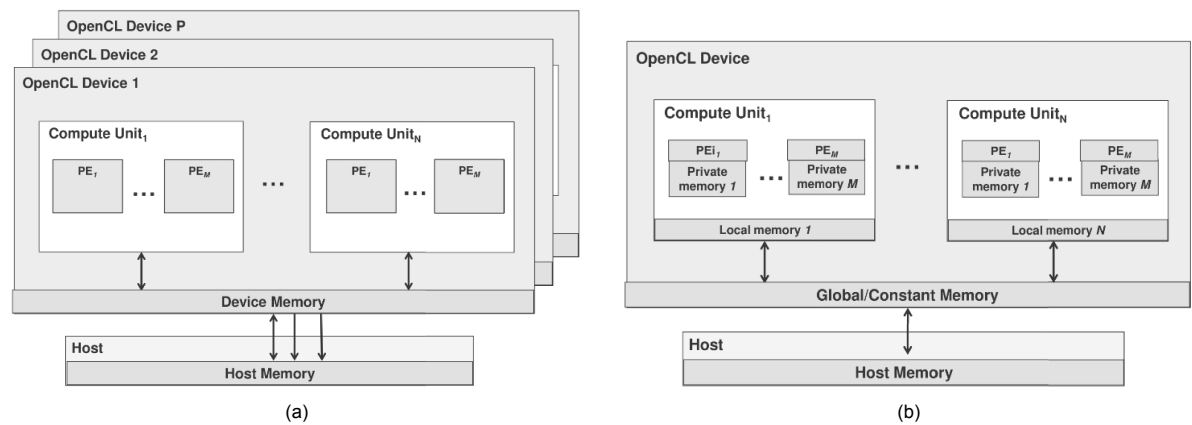 OpenCL Device P
OpenCL Device 2
OpenCL Device 1
Compute Unit1
PE1
...
PEM
...
Compute UnitN
PE1
...
PEM
Device Memory
Host
Host Memory
(a)
OpenCL Device
Compute Unit1
PEi1
Private
memory 1
...
PEM
Private
memory M
Local memory 1
...
Compute UnitN
PE1
Private
memory 1
...
PEM
Private
memory M
Local memory N
Global/Constant Memory
Host
Host Memory
(b)